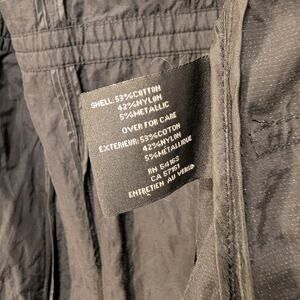 SHELL: 53%COTTON
42%NYLON
5%METALLIC
OVER FOR CARE
EXTERIEUR: 53%COTON
42%NYLON
5%METALLIQUE
RN 54163
CA 57151
ENTRETIEN AU VERSO